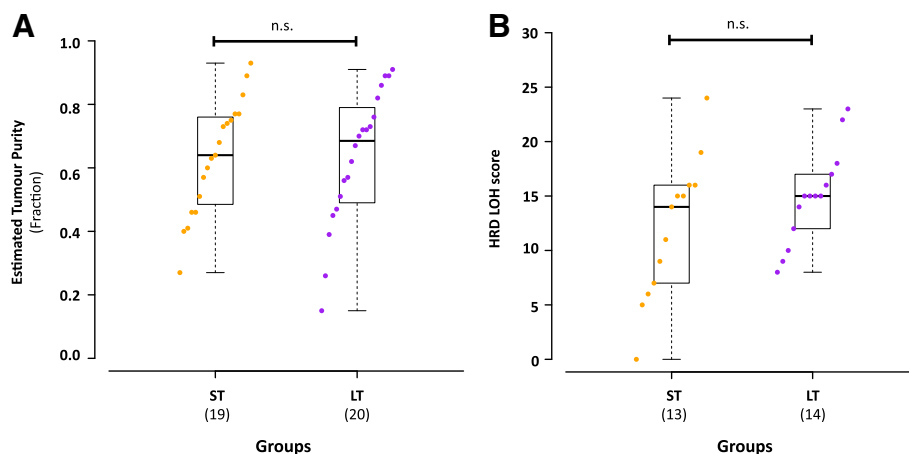 A
n.s.
1.0
0.8
0.6
0.4
0.2
0.0
Estimated Tumour Purity
(Fraction)
ST
(19)
LT
(20)
Groups
B
n.s.
30
25
20
15
10
5
0
HRD LOH score
ST
(13)
LT
(14)
Groups